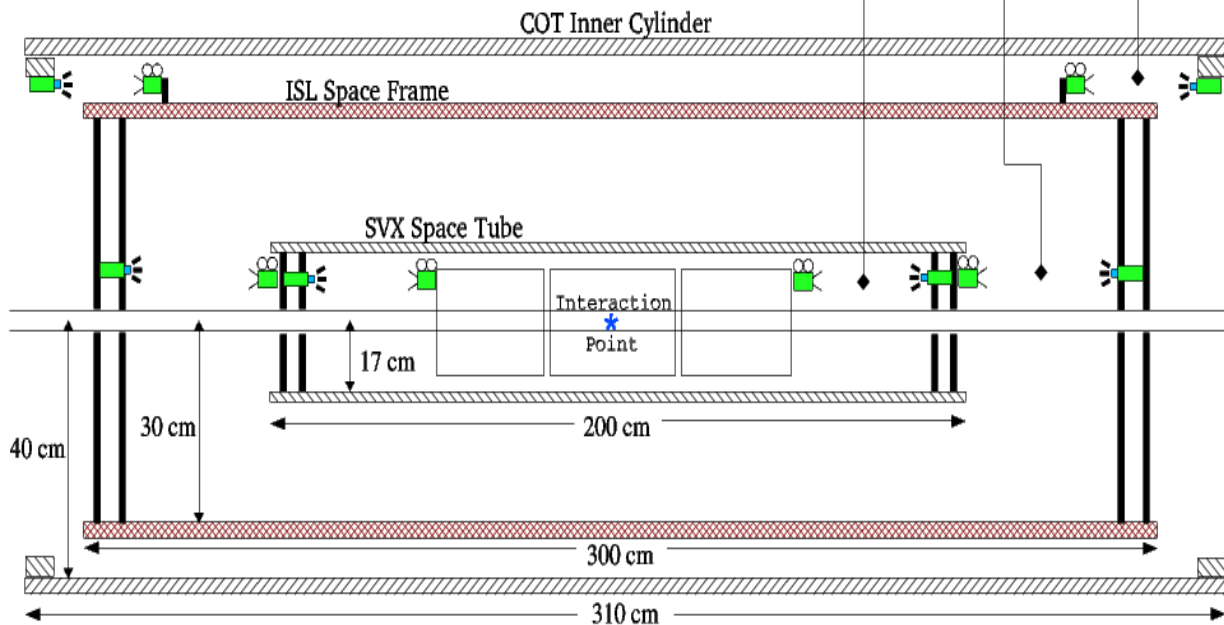 COT Inner Cylinder
ISL Space Frame
SVX Space Tube
Interaction
Point
17 cm
30 cm
200 cm
40 cm
300 cm
310 cm